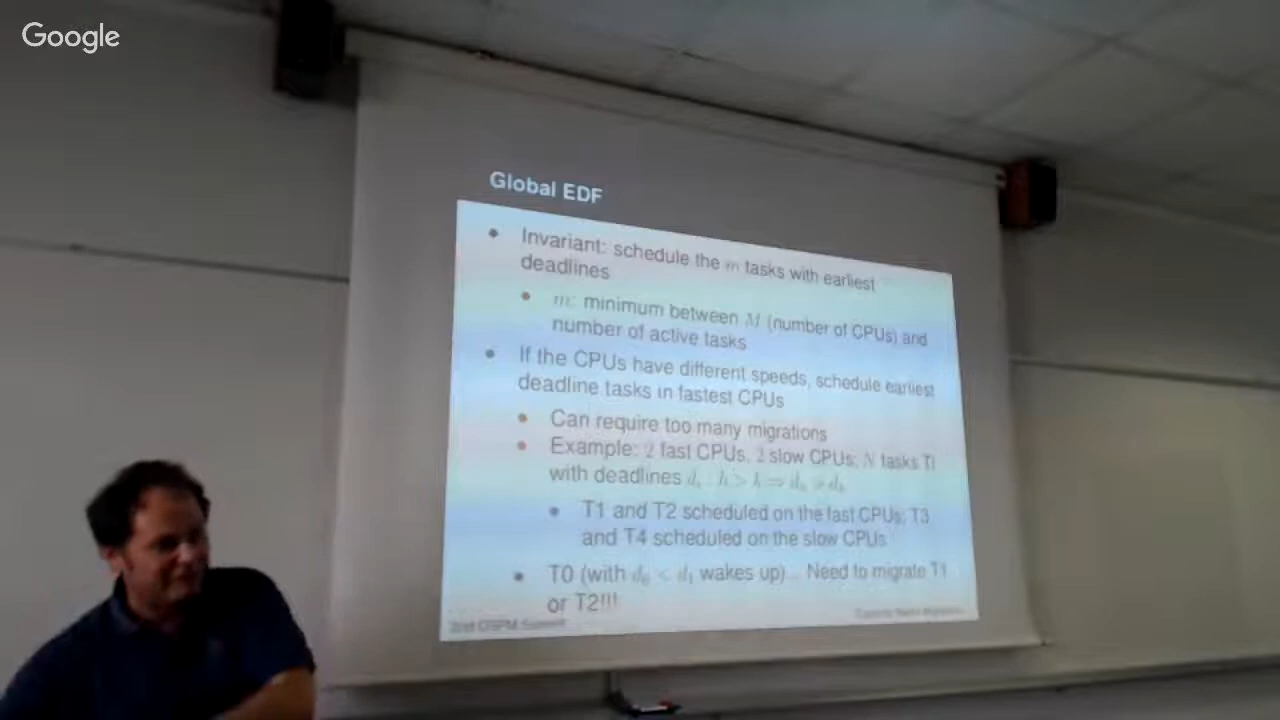 Google
Global EDF
• Invariant: schedule the m tasks with earliest
deadlines
• m: minimum between M (number of CPUs) and
number of active tasks
• If the CPUs have different speeds, schedule earliest
deadline tasks in fastest CPUs
• Can require too many migrations
• Example: 2 fast CPUs, 2 slow CPUs; N tasks Ti
with deadlines
• T1 and T2 scheduled on the fast CPUs; T3
and T4 scheduled on the slow CPUs
• T0 (with d₀ < d₁ wakes up)... Need to migrate T1
or T2!!!
2nd OSPM Summit